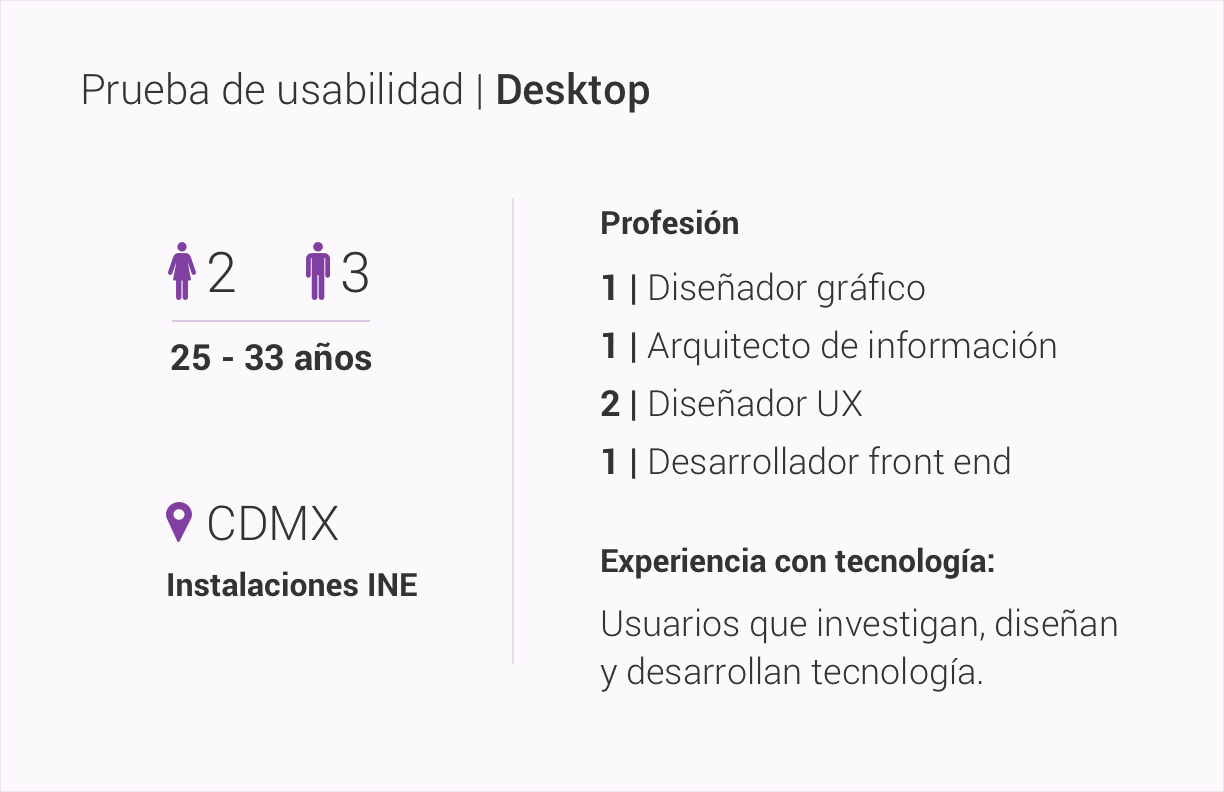 Prueba de usabilidad | Desktop
2 3
25 - 33 años
CDMX
Instalaciones INE
Profesión
1 | Diseñador gráfico
1 | Arquitecto de información
2 | Diseñador UX
1 | Desarrollador front end
Experiencia con tecnología:
Usuarios que investigan, diseñan
y desarrollan tecnología.